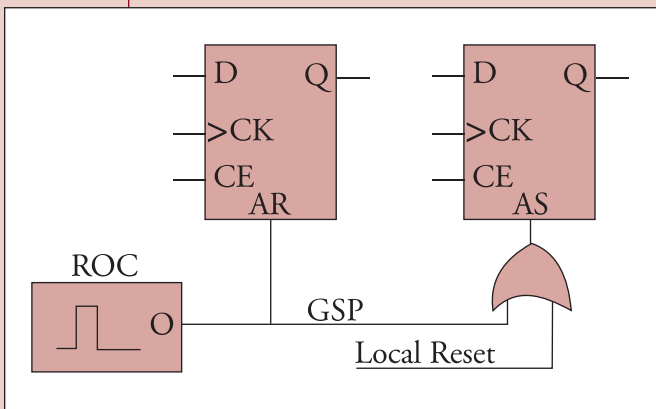 D Q
>CK
CE
AR
D Q
>CK
CE
AS
ROC
O
GSP
Local Reset